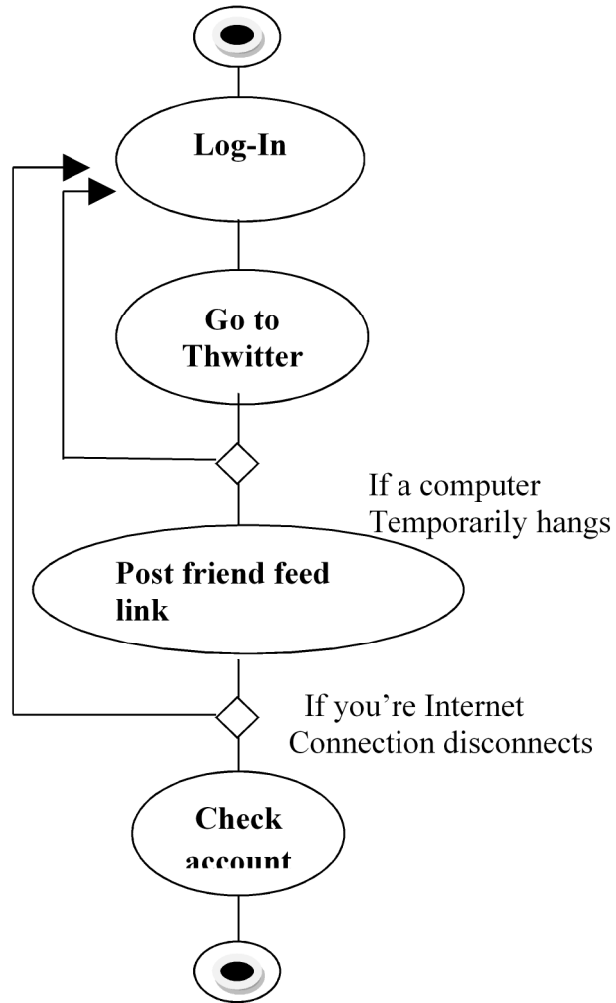 Log-In
Go to
Thwitter
If a computer
Temporarily hangs
Post friend feed
link
If you’re Internet
Connection disconnects
Check
account